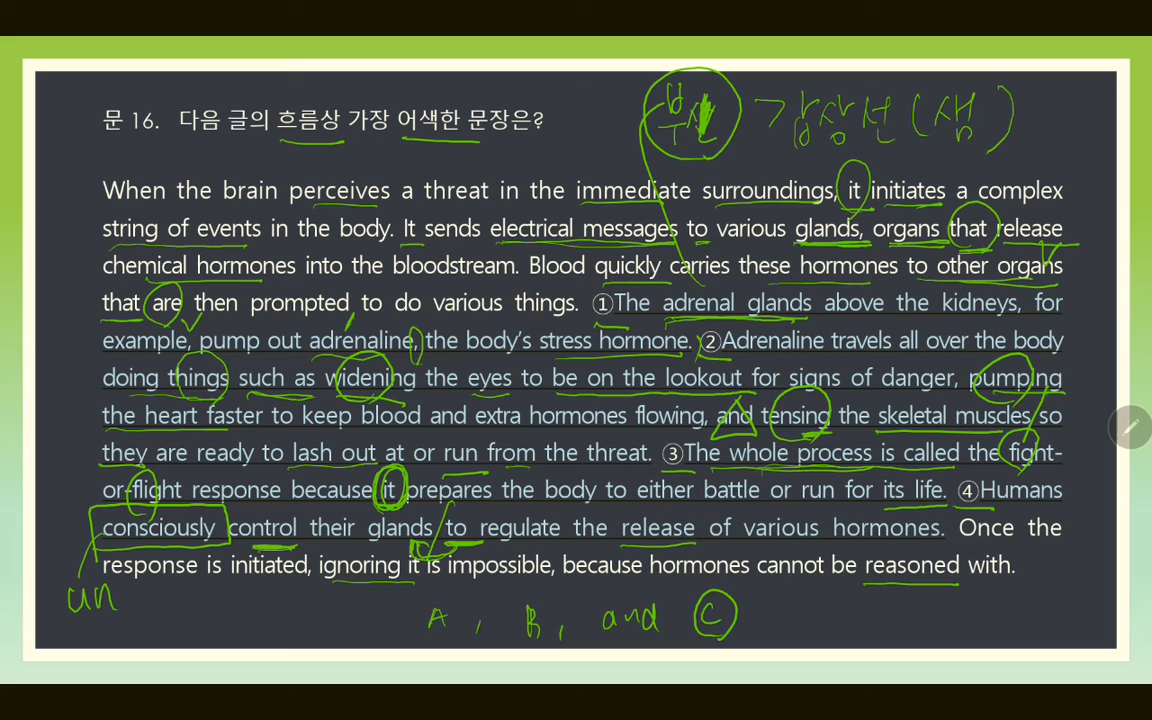 문 16. 다음 글의 흐름상 가장 어색한 문장은?
부신 갑상선(샘)
When the brain perceives a threat in the immediate surroundings, it initiates a complex
string of events in the body. It sends electrical messages to various glands, organs that release
chemical hormones into the bloodstream. Blood quickly carries these hormones to other organs
that are then prompted to do various things. ①The adrenal glands above the kidneys, for
example, pump out adrenaline, the body's stress hormone. ②Adrenaline travels all over the body
doing things such as widening the eyes to be on the lookout for signs of danger, pumping
the heart faster to keep blood and extra hormones flowing, and tensing the skeletal muscles so
they are ready to lash out at or run from the threat. ③The whole process is called the fight-
or-flight response because it prepares the body to either battle or run for its life. ④Humans
consciously control their glands to regulate the release of various hormones. Once the
response is initiated, ignoring it is impossible, because hormones cannot be reasoned with.
un
A, B, and C